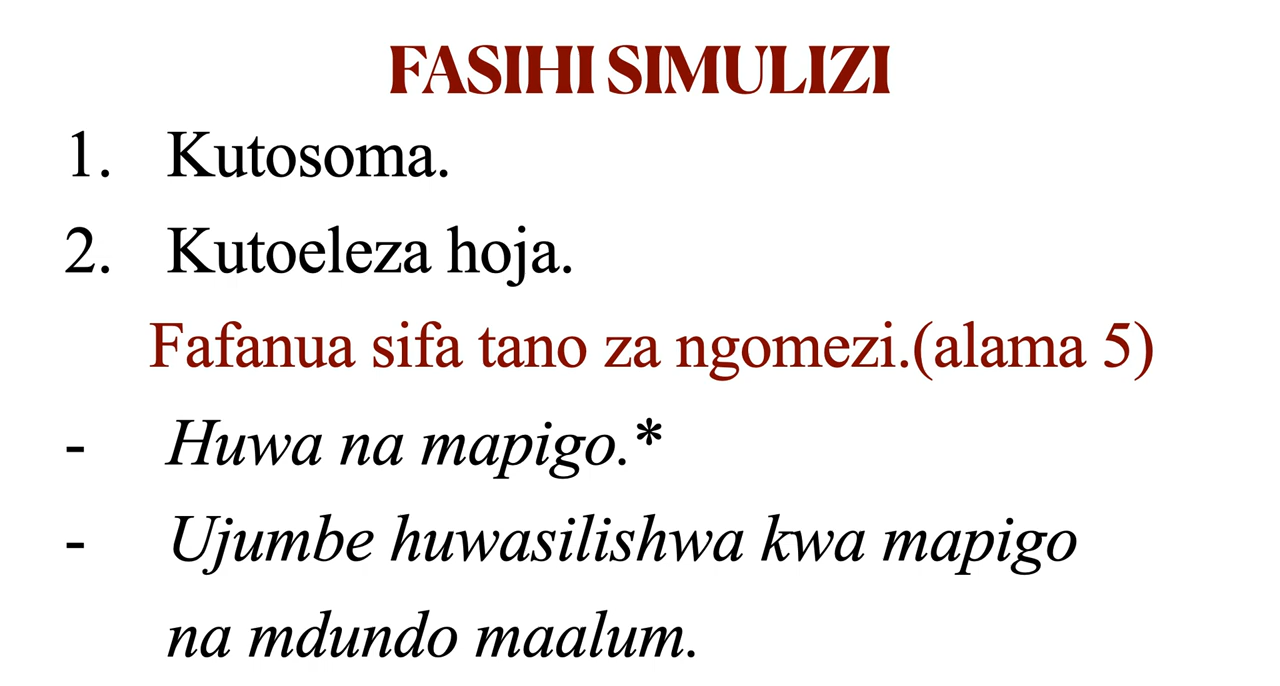 FASIHI SIMULIZI
1. Kutosoma.
2. Kutoeleza hoja.
Fafanua sifa tano za ngomezi.(alama 5)
- Huwa na mapigo.*
- Ujumbe huwasilishwa kwa mapigo
na mdundo maalum.